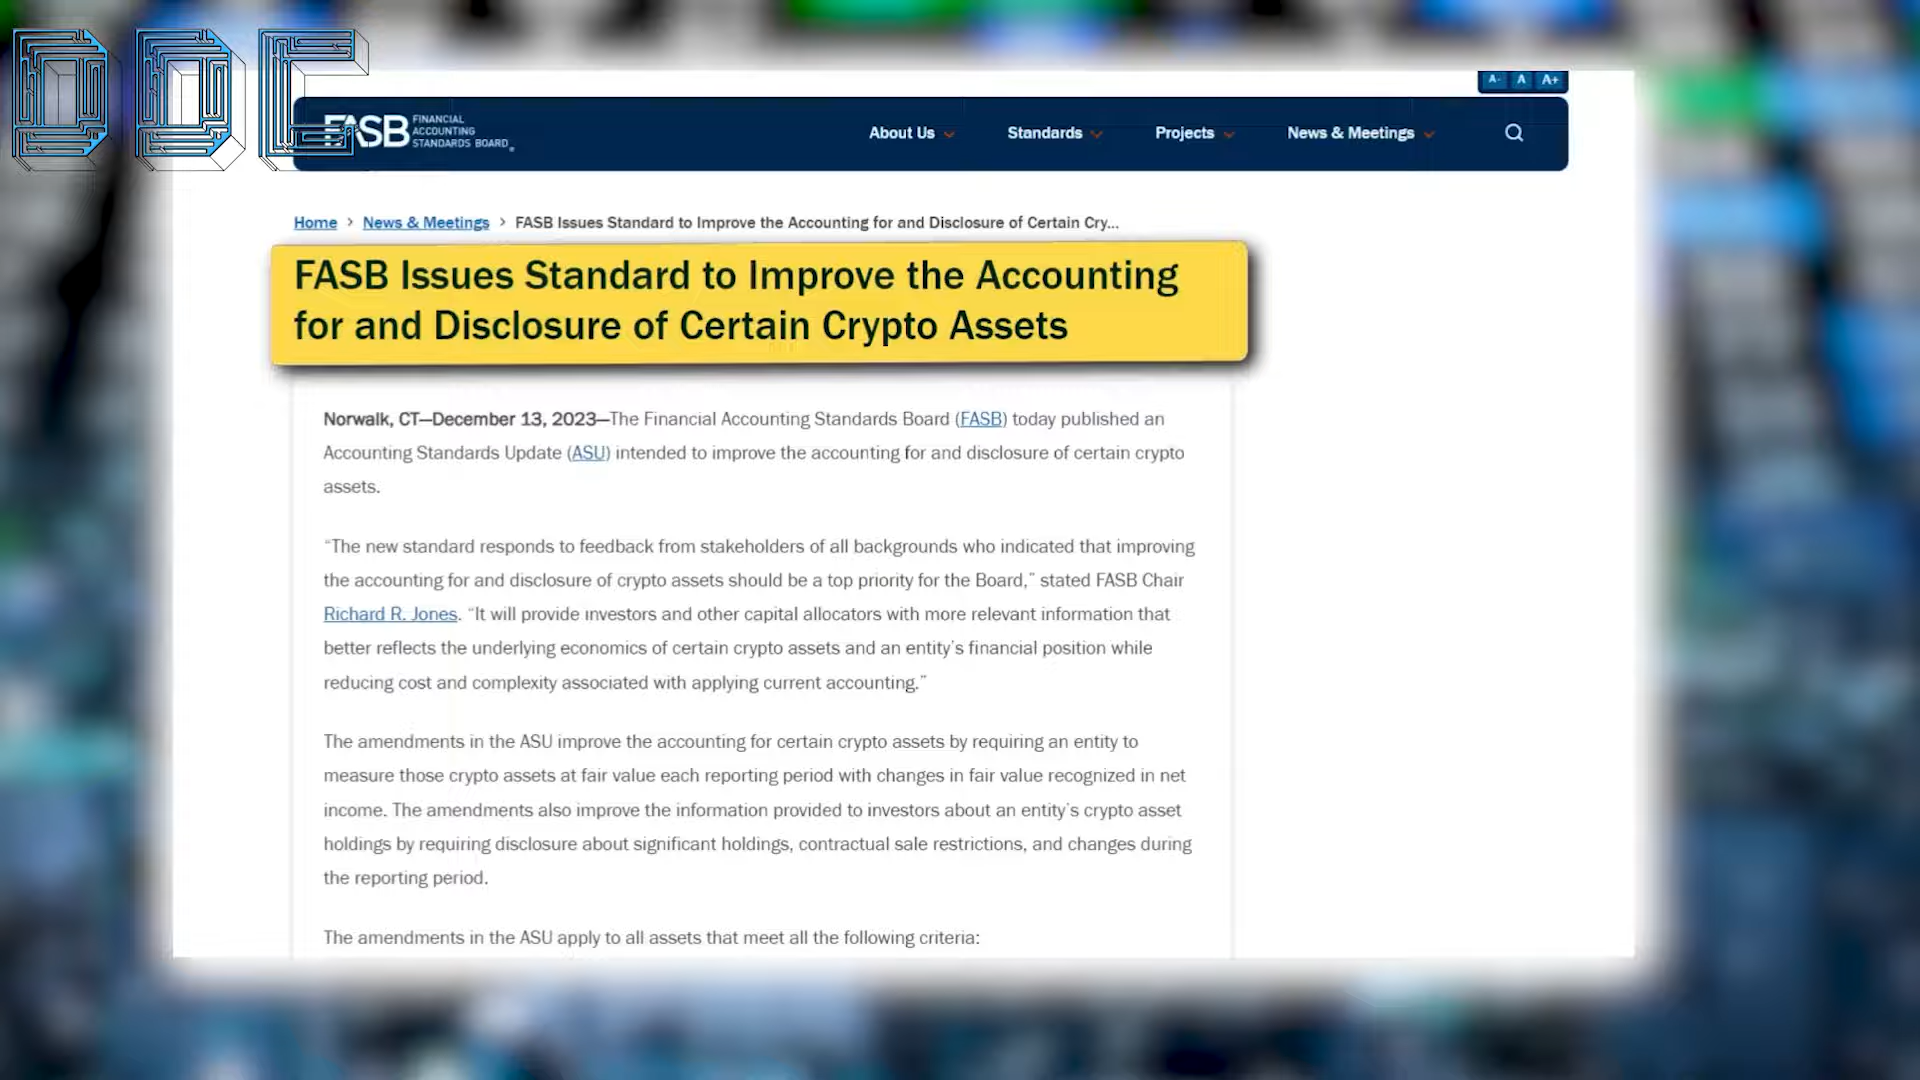 DDC
A- A A+
FASB FINANCIAL
ACCOUNTING
STANDARDS BOARD
About Us Standards Projects News & Meetings
Home > News & Meetings > FASB Issues Standard to Improve the Accounting for and Disclosure of Certain Cry...
FASB Issues Standard to Improve the Accounting
for and Disclosure of Certain Crypto Assets
Norwalk, CT—December 13, 2023—The Financial Accounting Standards Board (FASB) today published an
Accounting Standards Update (ASU) intended to improve the accounting for and disclosure of certain crypto
assets.
“The new standard responds to feedback from stakeholders of all backgrounds who indicated that improving
the accounting for and disclosure of crypto assets should be a top priority for the Board,” stated FASB Chair
Richard R. Jones. “It will provide investors and other capital allocators with more relevant information that
better reflects the underlying economics of certain crypto assets and an entity’s financial position while
reducing cost and complexity associated with applying current accounting.”
The amendments in the ASU improve the accounting for certain crypto assets by requiring an entity to
measure those crypto assets at fair value each reporting period with changes in fair value recognized in net
income. The amendments also improve the information provided to investors about an entity’s crypto asset
holdings by requiring disclosure about significant holdings, contractual sale restrictions, and changes during
the reporting period.
The amendments in the ASU apply to all assets that meet all the following criteria: